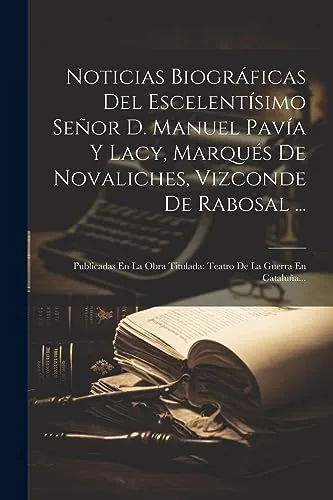 Noticias Biográficas
Del Escelentísimo
Señor D. Manuel Pavía
Y Lacy, Marqués De
Novaliches, Vizconde
De Rabosal ...
Publicadas En La Obra Titulada: Teatro De La Guerra En
Cataluña...